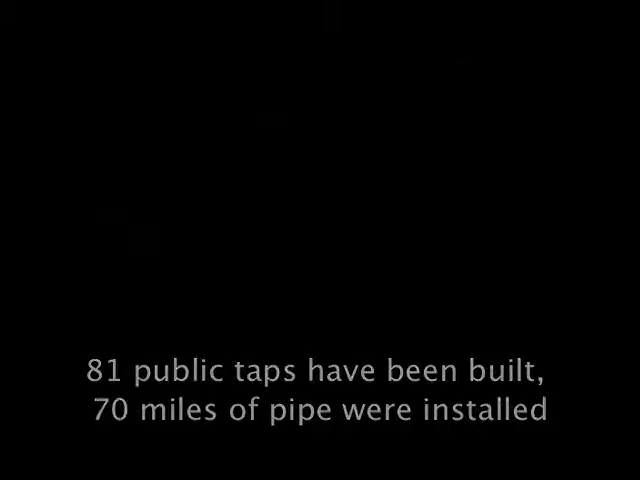 81 public taps have been built,
70 miles of pipe were installed